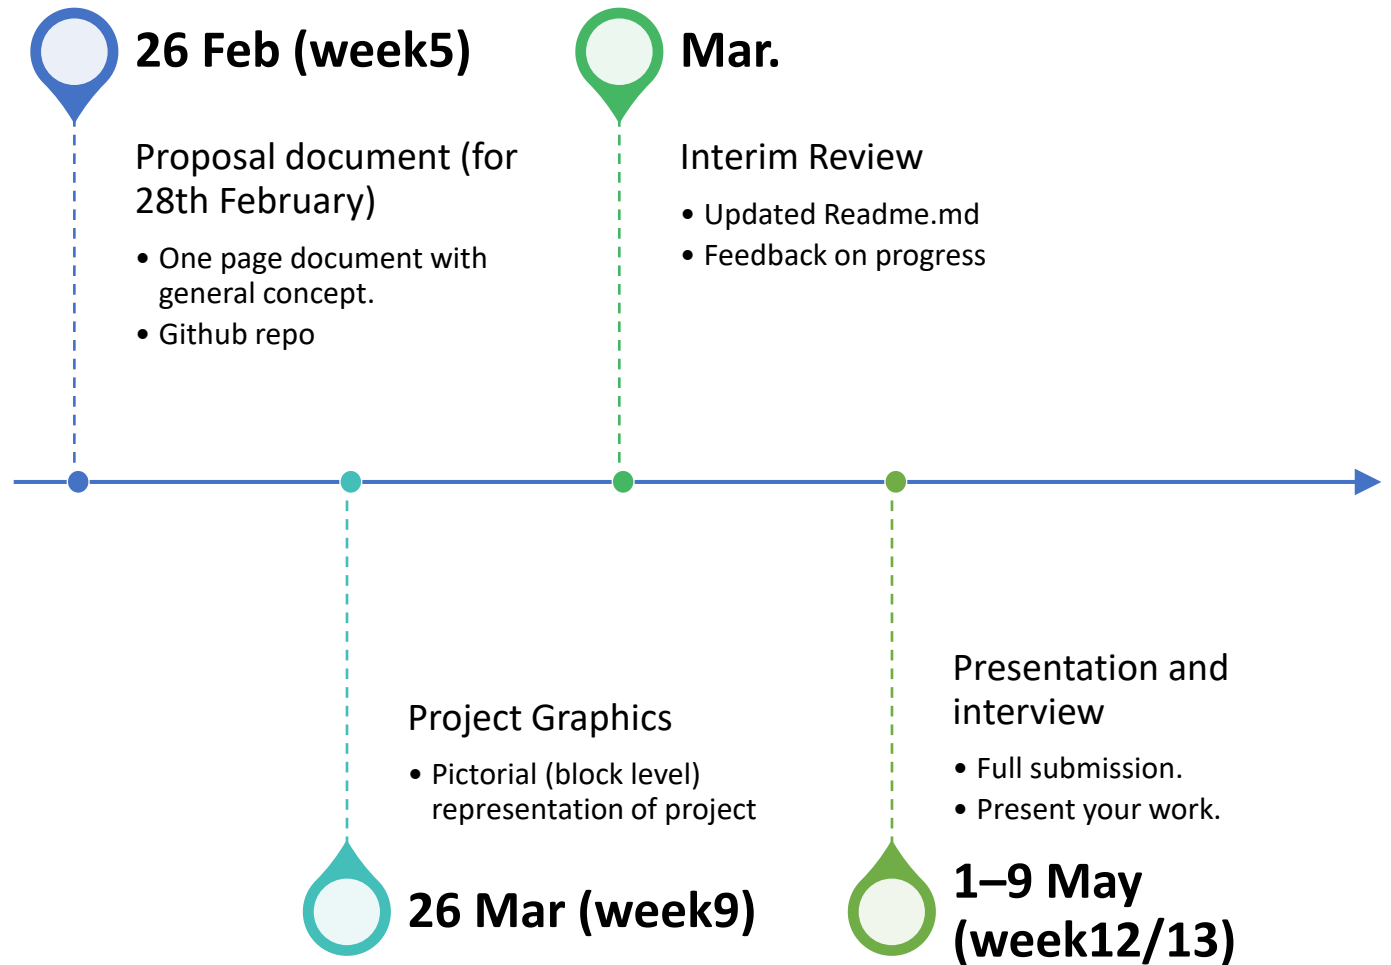 26 Feb (week5)
Proposal document (for
28th February)
• One page document with
general concept.
• Github repo
Mar.
Interim Review
• Updated Readme.md
• Feedback on progress
Project Graphics
• Pictorial (block level)
representation of project
26 Mar (week9)
Presentation and
interview
• Full submission.
• Present your work.
1–9 May
(week12/13)